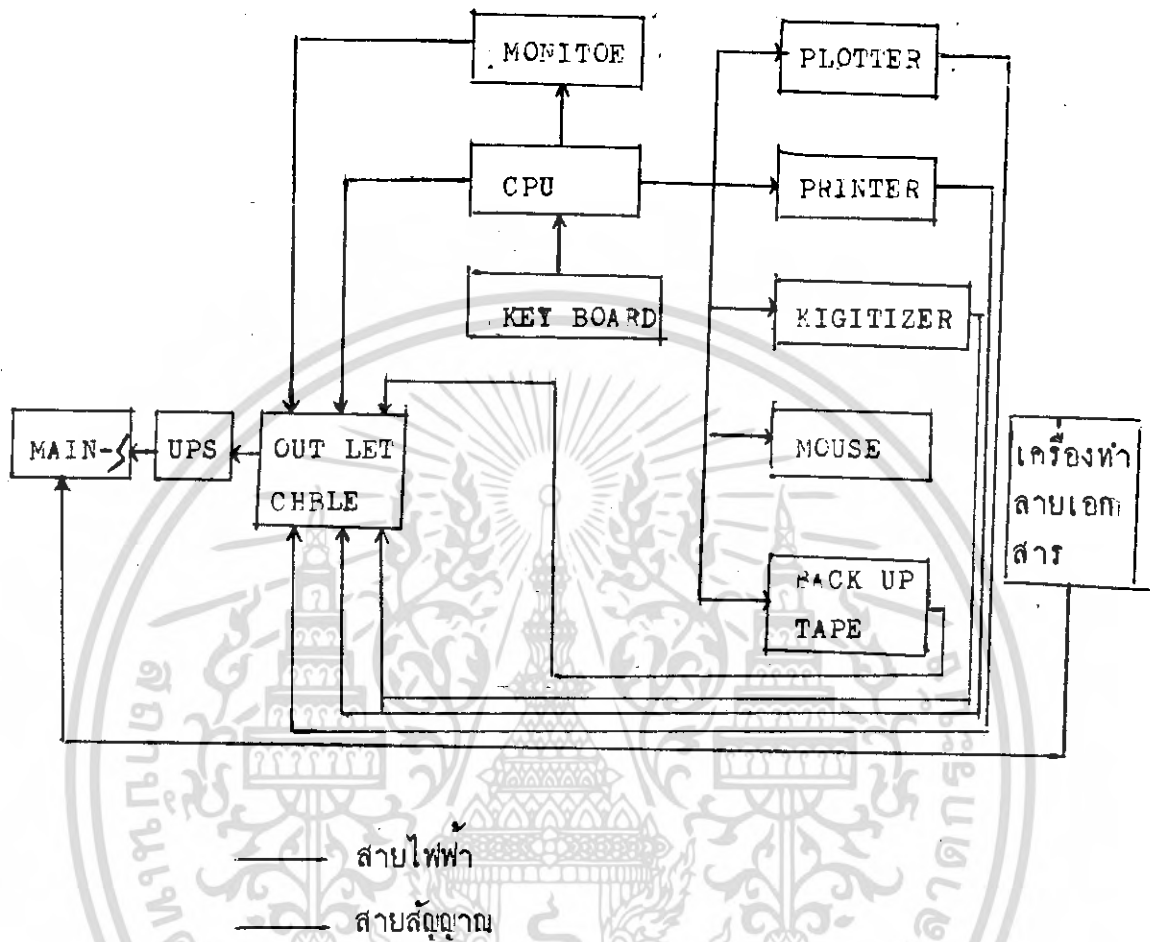 MONITOE
PLOTTER
CPU
PRINTER
KEY BOARD
KIGITIZER
MAIN
UPS
OUT LET
CHBLE
MOUSE
เครื่องทำ
ลายเอก
สาร
BACK UP
TAPE
สายไฟฟ้า
สายสัญญาณ